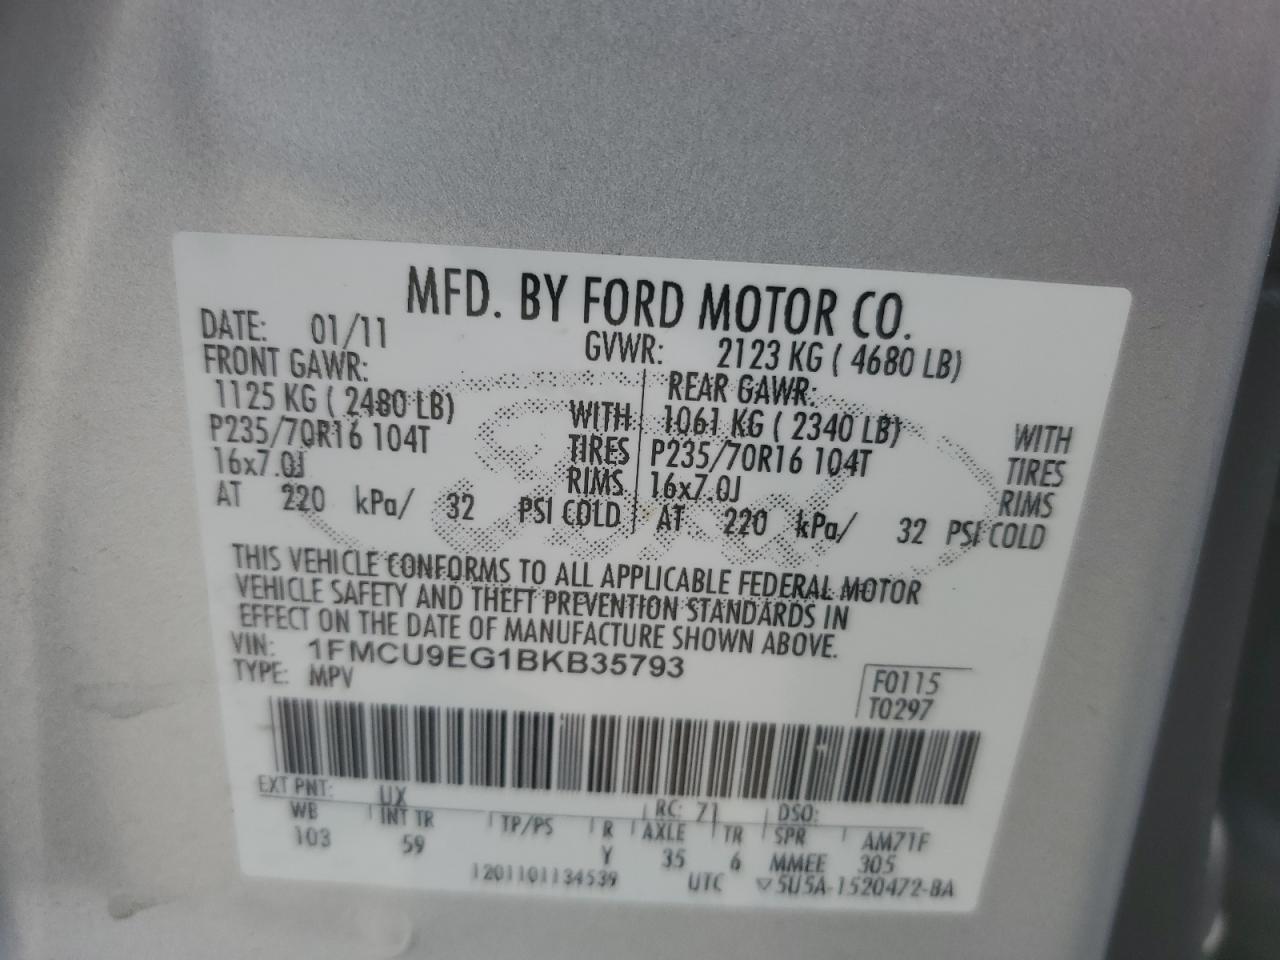 MFD. BY FORD MOTOR CO.
DATE: 01/11 GVWR: 2123 KG ( 4680 LB)
FRONT GAWR: REAR GAWR:
1125 KG ( 2480 LB) WITH 1061 KG ( 2340 LB) WITH
P235/70R16 104T TIRES P235/70R16 104T TIRES
16x7.0J RIMS 16x7.0J RIMS
AT 220 kPa/ 32 PSI COLD AT 220 kPa/ 32 PSI COLD
THIS VEHICLE CONFORMS TO ALL APPLICABLE FEDERAL MOTOR
VEHICLE SAFETY AND THEFT PREVENTION STANDARDS IN
EFFECT ON THE DATE OF MANUFACTURE SHOWN ABOVE.
VIN: 1FMCU9EG1BKB35793
TYPE: MPV
F0115
T0297
EXT PNT: UX RC: 71 DSO:
WB INT TR TP/PS R AXLE TR SPR AM71F
103 59 Y 35 6 MMEE 305
1201101134539 UTC ▽5U5A-1520472-BA